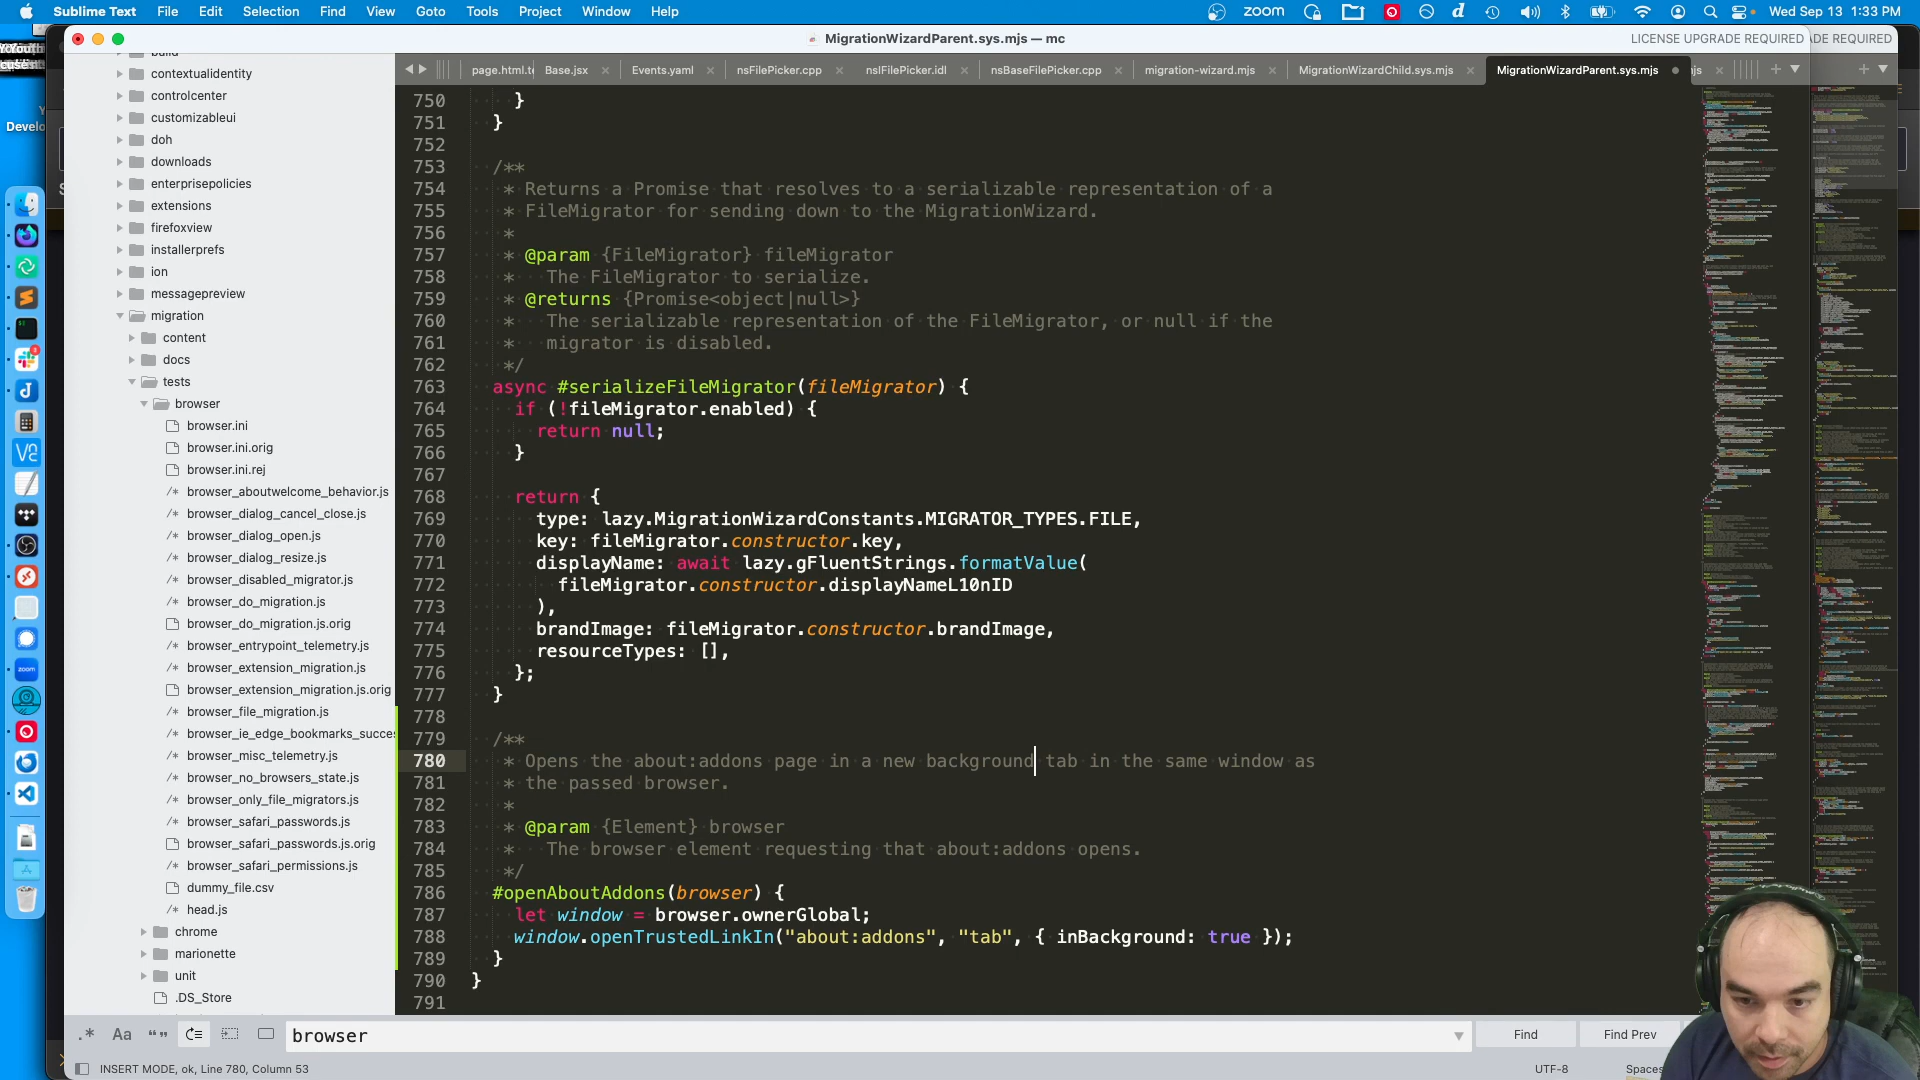 Sublime Text File Edit Selection Find View Goto Tools Project Window Help
zoom Wed Sep 13 1:33 PM
MigrationWizardParent.sys.mjs — mc
LICENSE UPGRADE REQUIRED
ADE REQUIRED
page.html.te Base.jsx Events.yaml nsFilePicker.cpp nsIFilePicker.idl nsBaseFilePicker.cpp migration-wizard.mjs MigrationWizardChild.sys.mjs MigrationWizardParent.sys.mjs js
Develo
build
contextualidentity
controlcenter
customizableui
doh
downloads
enterprisepolicies
extensions
firefoxview
installerprefs
ion
messagepreview
migration
content
docs
tests
browser
browser.ini
browser.ini.orig
browser.ini.rej
/* browser_aboutwelcome_behavior.js
/* browser_dialog_cancel_close.js
/* browser_dialog_open.js
/* browser_dialog_resize.js
/* browser_disabled_migrator.js
/* browser_do_migration.js
browser_do_migration.js.orig
/* browser_entrypoint_telemetry.js
/* browser_extension_migration.js
browser_extension_migration.js.orig
/* browser_file_migration.js
/* browser_ie_edge_bookmarks_succes
/* browser_misc_telemetry.js
/* browser_no_browsers_state.js
/* browser_only_file_migrators.js
/* browser_safari_passwords.js
browser_safari_passwords.js.orig
/* browser_safari_permissions.js
dummy_file.csv
/* head.js
chrome
marionette
unit
.DS_Store
750 }
751 }
752
753 /**
754 * Returns a Promise that resolves to a serializable representation of a
755 * FileMigrator for sending down to the MigrationWizard.
756 *
757 * @param {FileMigrator} fileMigrator
758 * The FileMigrator to serialize.
759 * @returns {Promise<object|null>}
760 * The serializable representation of the FileMigrator, or null if the
761 * migrator is disabled.
762 */
763 async #serializeFileMigrator(fileMigrator) {
764 if (!fileMigrator.enabled) {
765 return null;
766 }
767
768 return {
769 type: lazy.MigrationWizardConstants.MIGRATOR_TYPES.FILE,
770 key: fileMigrator.constructor.key,
771 displayName: await lazy.gFluentStrings.formatValue(
772 fileMigrator.constructor.displayNameL10nID
773 ),
774 brandImage: fileMigrator.constructor.brandImage,
775 resourceTypes: [],
776 };
777 }
778
779 /**
780 * Opens the about:addons page in a new background tab in the same window as
781 * the passed browser.
782 *
783 * @param {Element} browser
784 * The browser element requesting that about:addons opens.
785 */
786 #openAboutAddons(browser) {
787 let window = browser.ownerGlobal;
788 window.openTrustedLinkIn("about:addons", "tab", { inBackground: true });
789 }
790 }
791
.* Aa browser Find Find Prev
INSERT MODE, ok, Line 780, Column 53 UTF-8 Spaces